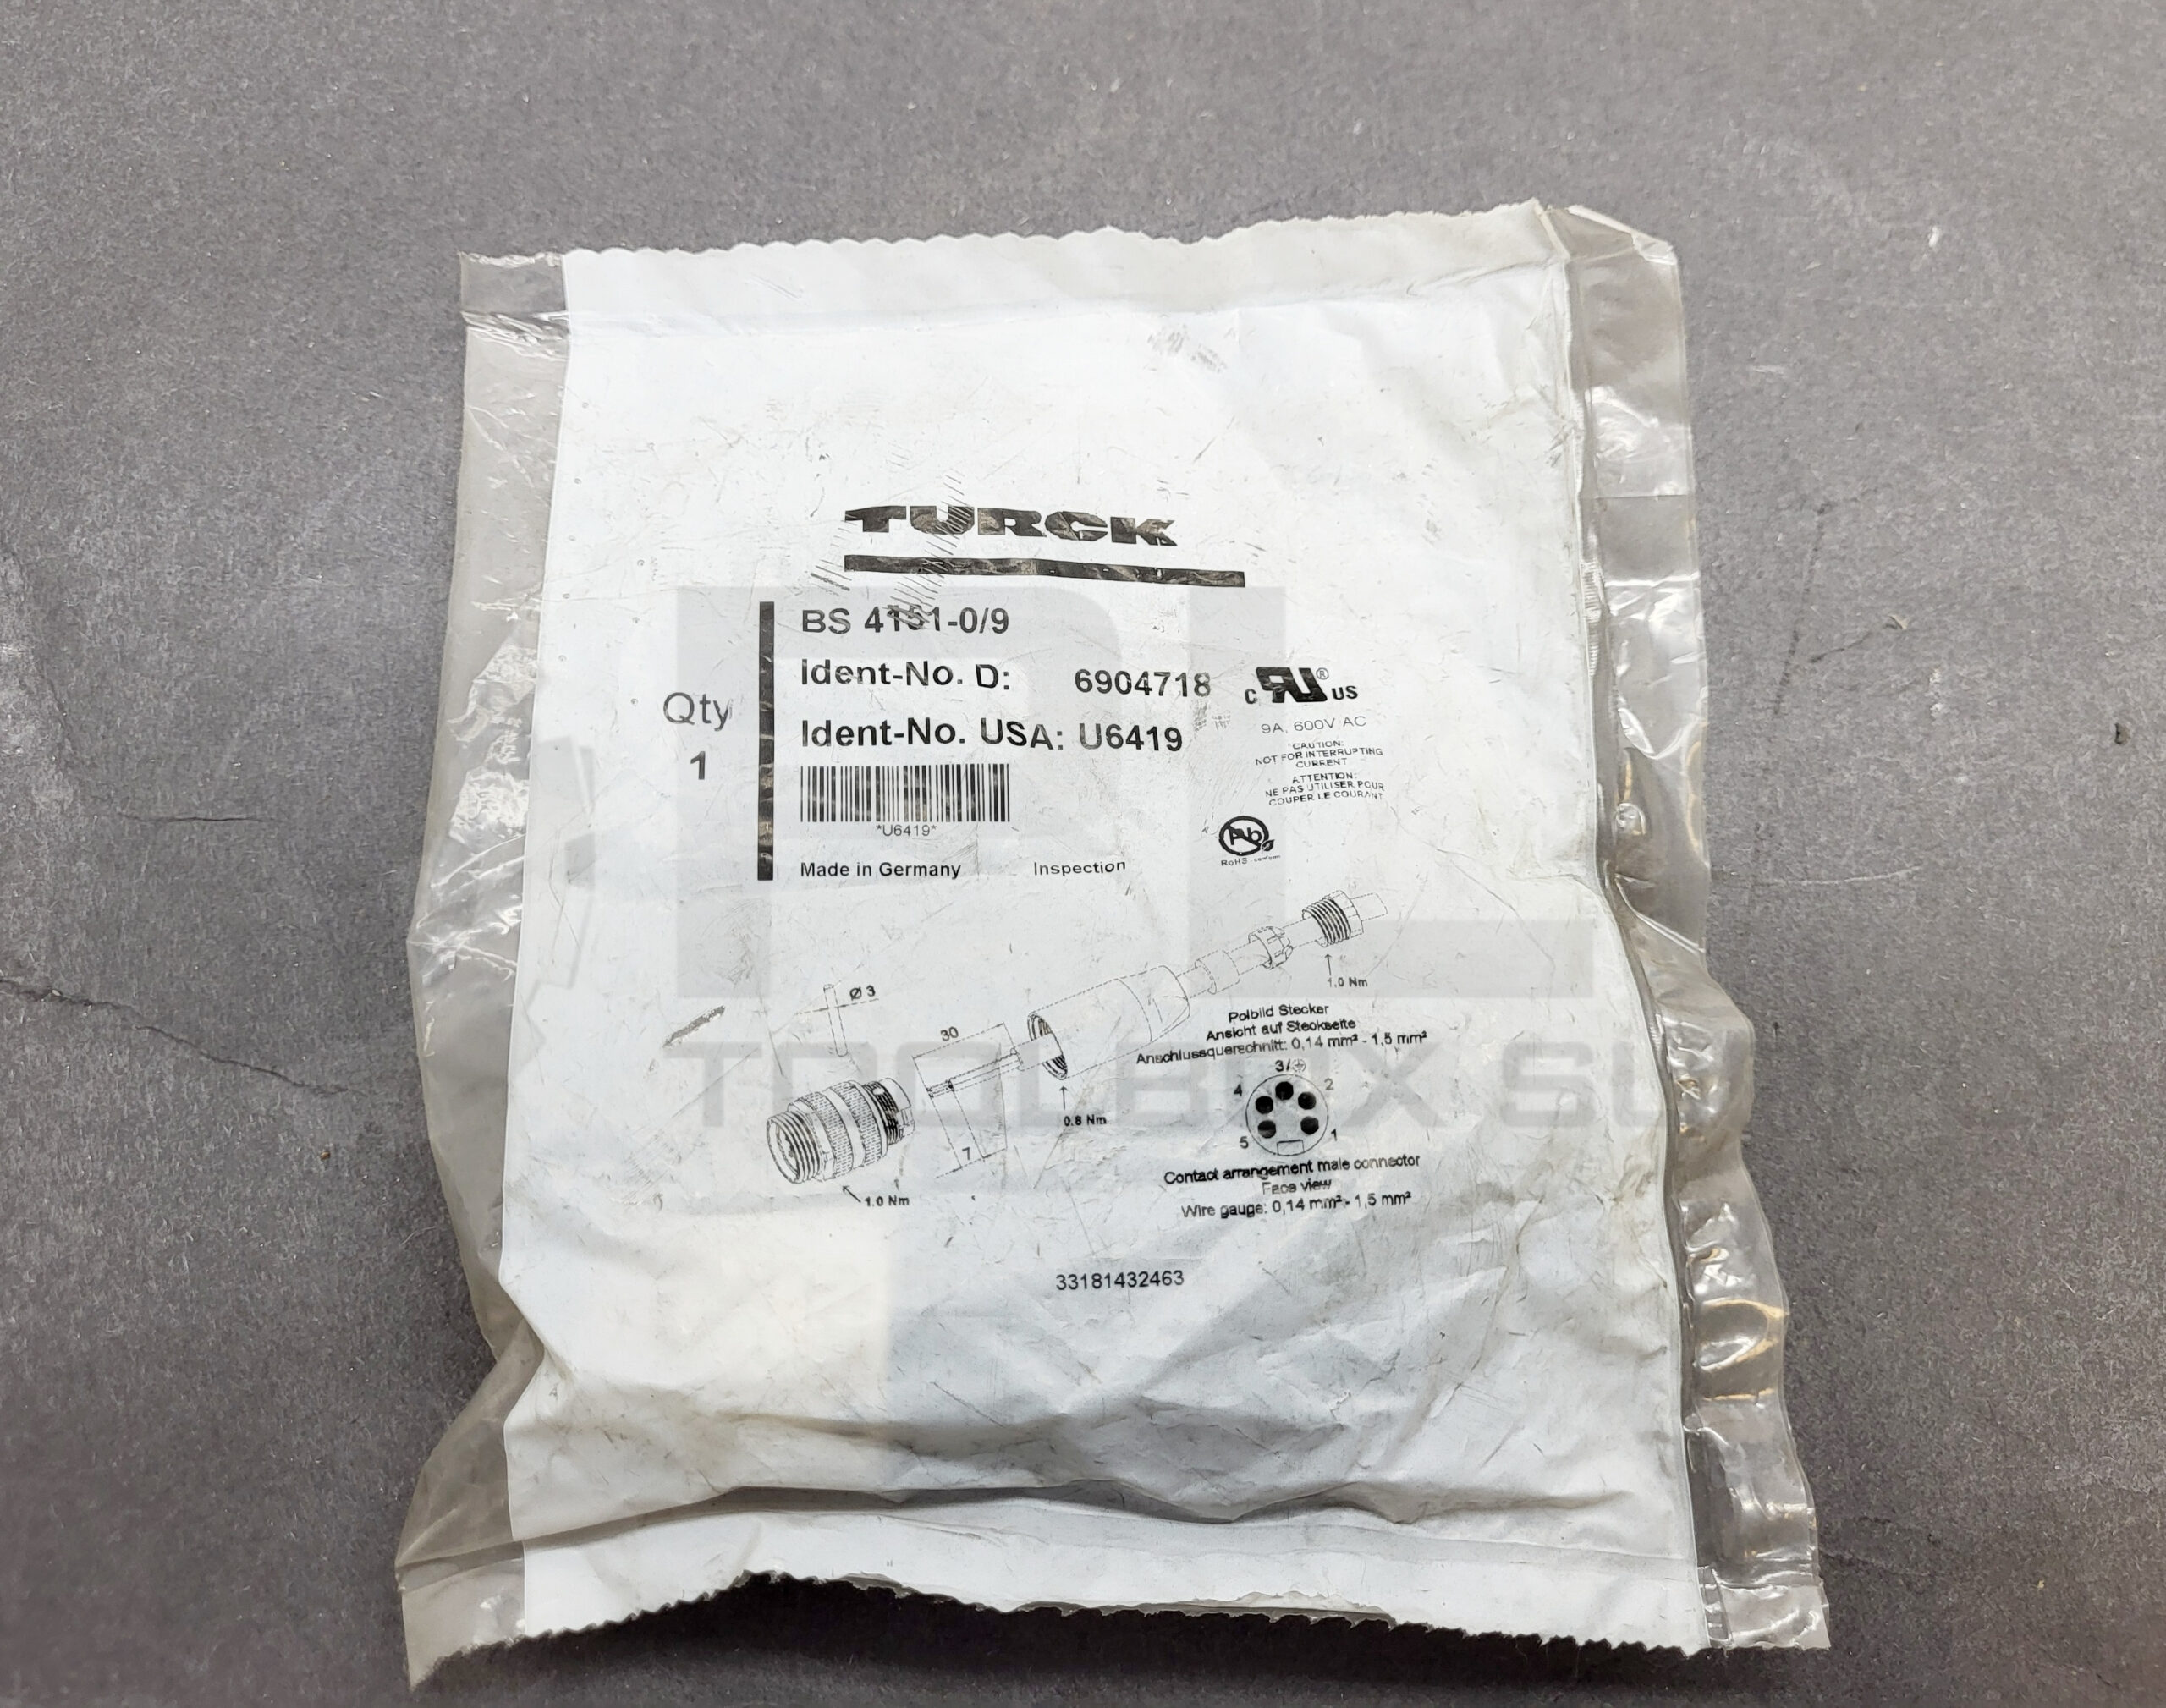 TURCK
BS 4151-0/9
Ident-No. D: 6904718
Ident-No. USA: U6419
Qty
1
*U6419*
Made in Germany Inspection
c RU ® US
9A, 600V AC
CAUTION:
NOT FOR INTERRUPTING
CURRENT
ATTENTION:
NE PAS UTILISER POUR
COUPER LE COURANT
Pb
RoHS
Ø 3
30
7
1.0 Nm
0.8 Nm
1.0 Nm
Polbild Stecker
Ansicht auf Steckseite
Anschlussquerschnitt: 0,14 mm² - 1,5 mm²
3/⏚
4 2
5 1
Contact arrangement male connector
Face view
Wire gauge: 0,14 mm² - 1,5 mm²
33181432463
TOOLBOX